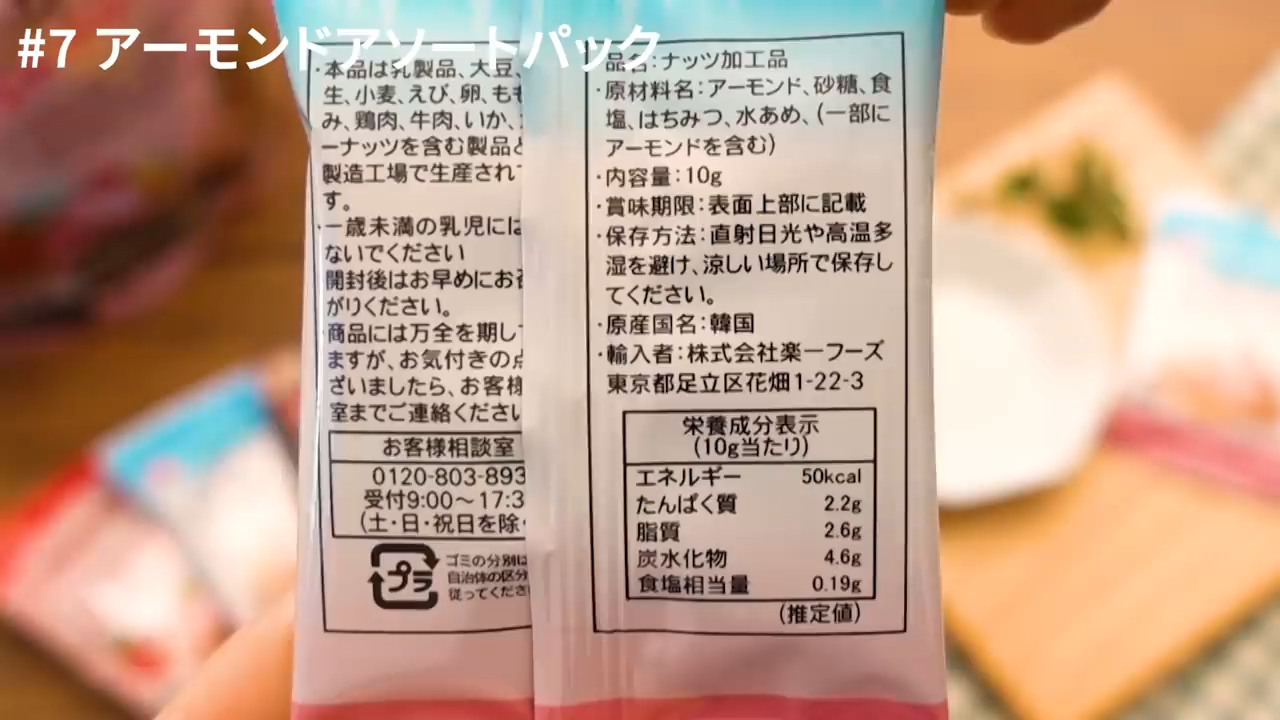 #7 アーモンドアソートパック
・本品は乳製品、大豆、
生、小麦、えび、卵、もも
み、鶏肉、牛肉、いか、
ーナッツを含む製品と
製造工場で生産されて
す。
・一歳未満の乳児には
ないでください
開封後はお早めにお召
がりください。
・商品には万全を期して
ますが、お気付きの点
ざいましたら、お客様
室までご連絡ください
お客様相談室
0120-803-893
受付9:00〜17:3
(土・日・祝日を除
プラ
ゴミの分別は
自治体の区分
従ってくださ
品名:ナッツ加工品
・原材料名:アーモンド、砂糖、食
塩、はちみつ、水あめ、(一部に
アーモンドを含む)
・内容量:10g
・賞味期限:表面上部に記載
・保存方法:直射日光や高温多
湿を避け、涼しい場所で保存し
てください。
・原産国名:韓国
・輸入者:株式会社楽一フーズ
東京都足立区花畑1-22-3
栄養成分表示
(10g当たり)
エネルギー 50kcal
たんぱく質 2.2g
脂質 2.6g
炭水化物 4.6g
食塩相当量 0.19g
(推定値)